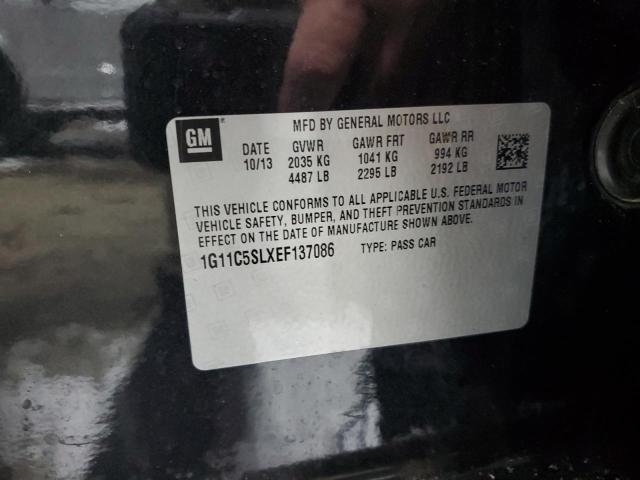 GM
MFD BY GENERAL MOTORS LLC
DATE GVWR GAWR FRT GAWR RR
10/13 2035 KG 1041 KG 994 KG
4487 LB 2295 LB 2192 LB
THIS VEHICLE CONFORMS TO ALL APPLICABLE U.S. FEDERAL MOTOR
VEHICLE SAFETY, BUMPER, AND THEFT PREVENTION STANDARDS IN
EFFECT ON THE DATE OF MANUFACTURE SHOWN ABOVE.
1G11C5SLXEF137086 TYPE: PASS CAR